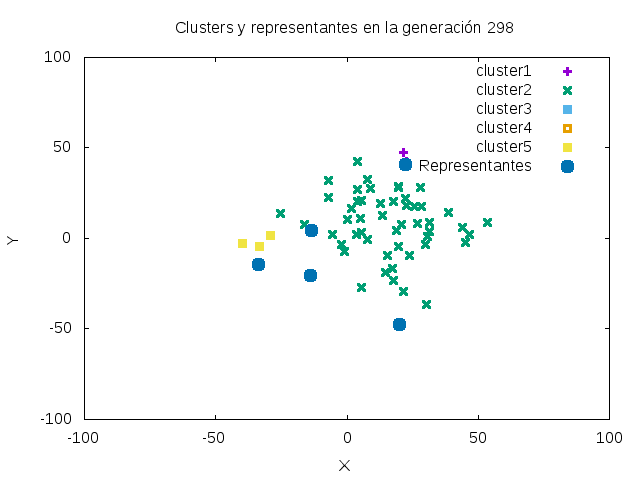 Clusters y representantes en la generación 298
100
50
0
-50
-100
-100
-50
0
50
100
X
Y
cluster1
cluster2
cluster3
cluster4
cluster5
Representantes